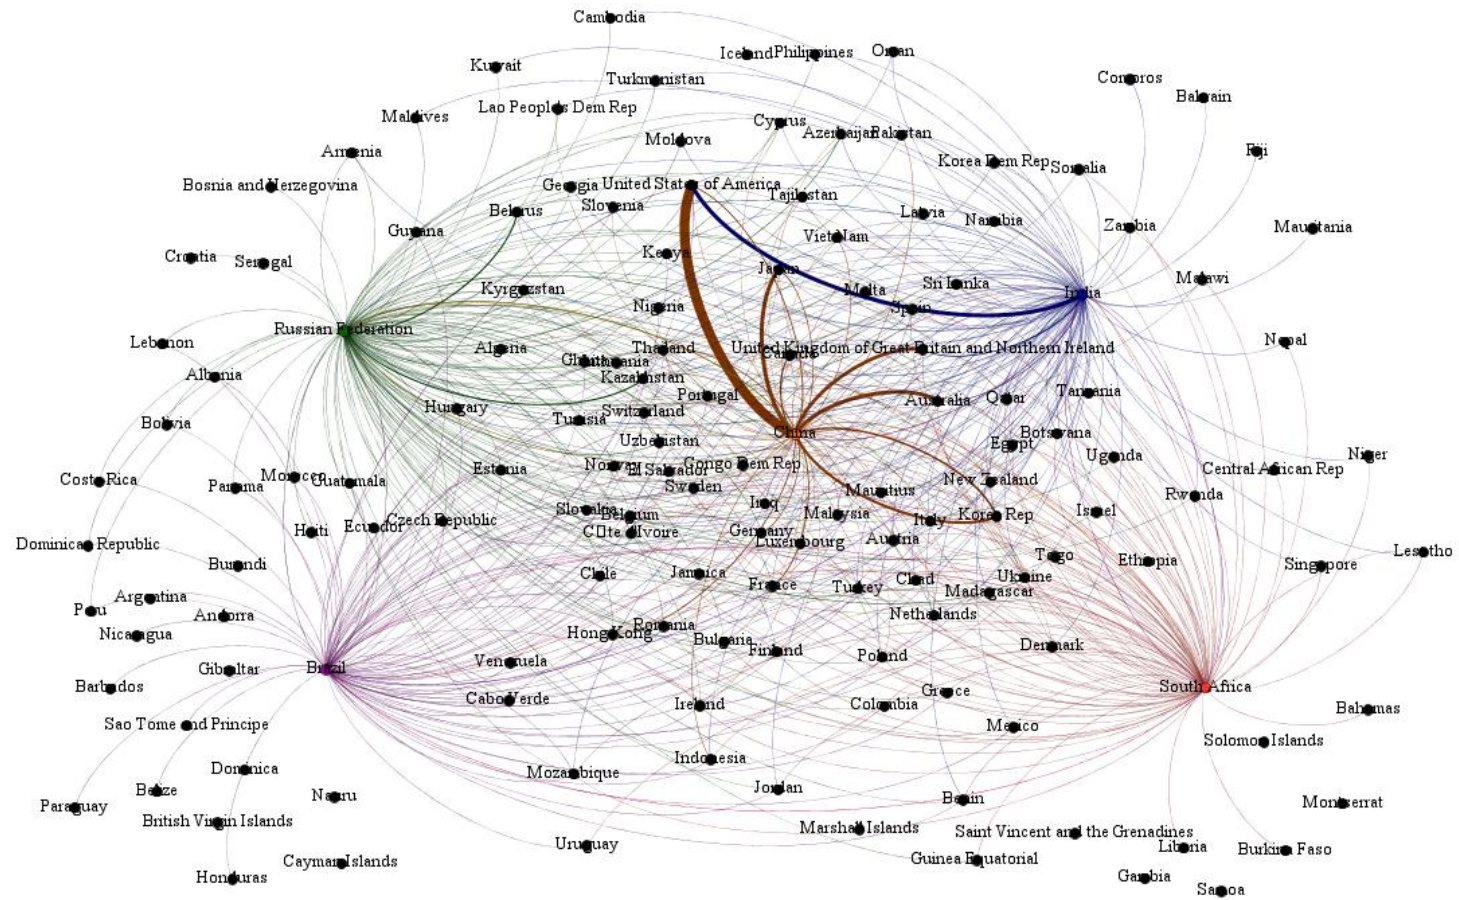 Cambodia
Iceland
Philippines
Oman
Kuwait
Turkmenistan
Comoros
Bahrain
Lao Peoples Dem Rep
Maldives
Cyprus
Azerbaijan
Pakistan
Moldova
Armenia
Korea Dem Rep
Somalia
Fiji
Bosnia and Herzegovina
Georgia
United States of America
Tajikistan
Slovenia
Belarus
Latvia
Namibia
Zambia
Mauritania
Guyana
Viet Nam
Kenya
Croatia
Senegal
Japan
Malawi
Kyrgyzstan
Malta
Sri Lanka
India
Nigeria
Spain
Russian Federation
Lebanon
Algeria
Thailand
United Kingdom of Great Britain and Northern Ireland
Canada
Nepal
Ghana
Lithuania
Albania
Kazakhstan
Portugal
Australia
Qatar
Tanzania
Hungary
Tunisia
Switzerland
Bolivia
China
Uzbekistan
Egypt
Botswana
Uganda
Niger
Estonia
Norway
El Salvador
Congo Dem Rep
Central African Rep
Costa Rica
Panama
Morocco
Guatemala
Sweden
Mauritius
New Zealand
Rwanda
Slovakia
Belgium
Iraq
Malaysia
Italy
Korea Rep
Israel
Haiti
Ecuador
Czech Republic
C�te d'Ivoire
Germany
Luxembourg
Austria
Dominican Republic
Burundi
Togo
Ethiopia
Singapore
Lesotho
Chile
Jamaica
France
Turkey
Chad
Ukraine
Madagascar
Peru
Argentina
Andorra
Netherlands
Nicaragua
Hong Kong
Romania
Bulgaria
Finland
Poland
Denmark
Brazil
Gibraltar
Venezuela
Barbados
Cabo Verde
Ireland
Colombia
Greece
South Africa
Bahamas
Sao Tome and Principe
Mexico
Solomon Islands
Dominica
Mozambique
Indonesia
Belize
Nauru
Jordan
Benin
Paraguay
Montserrat
British Virgin Islands
Marshall Islands
Saint Vincent and the Grenadines
Uruguay
Liberia
Burkina Faso
Cayman Islands
Guinea Equatorial
Honduras
Gambia
Samoa